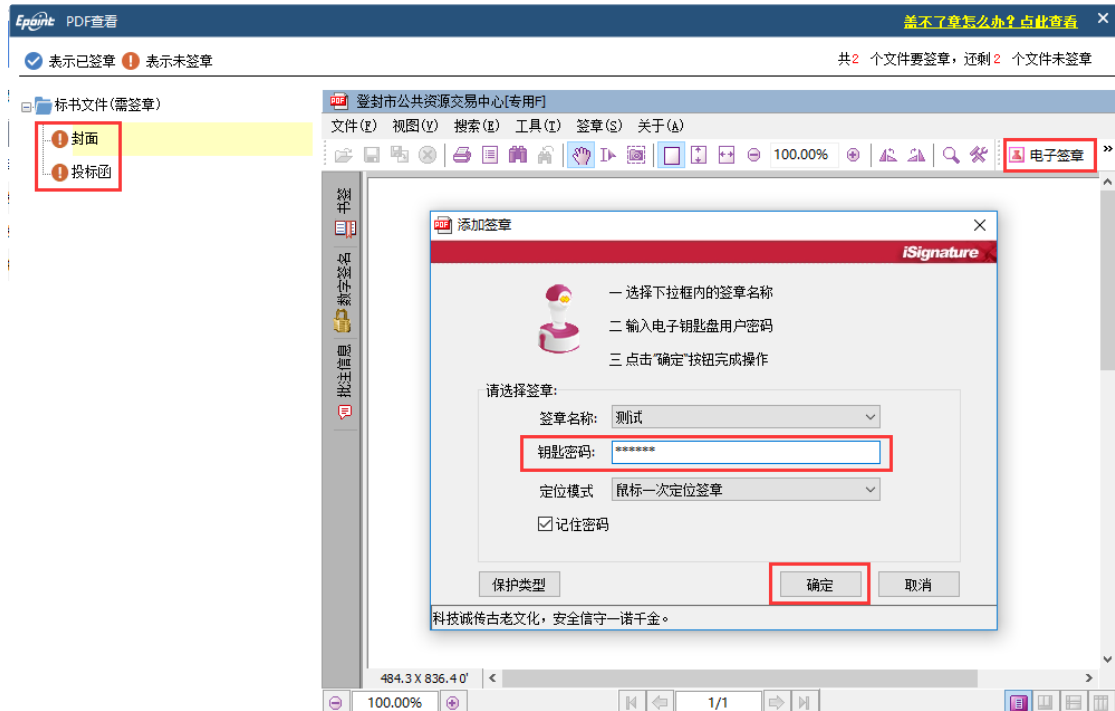 Epoint PDF查看
盖不了章怎么办? 点此查看
表示已签章 表示未签章
共2 个文件要签章，还剩2 个文件未签章
标书文件(需签章)
封面
投标函
登封市公共资源交易中心[专用F]
文件(F) 视图(V) 搜索(E) 工具(I) 签章(S) 关于(A)
100.00%
电子签章
书签
数字签名
批注信息
添加签章
iSignature
一 选择下拉框内的签章名称
二 输入电子钥匙盘用户密码
三 点击"确定"按钮完成操作
请选择签章:
签章名称: 测试
钥匙密码: ******
定位模式 鼠标一次定位签章
记住密码
保护类型 确定 取消
科技诚传古老文化，安全信守一诺千金。
484.3 X 836.4 0'
100.00%
1/1